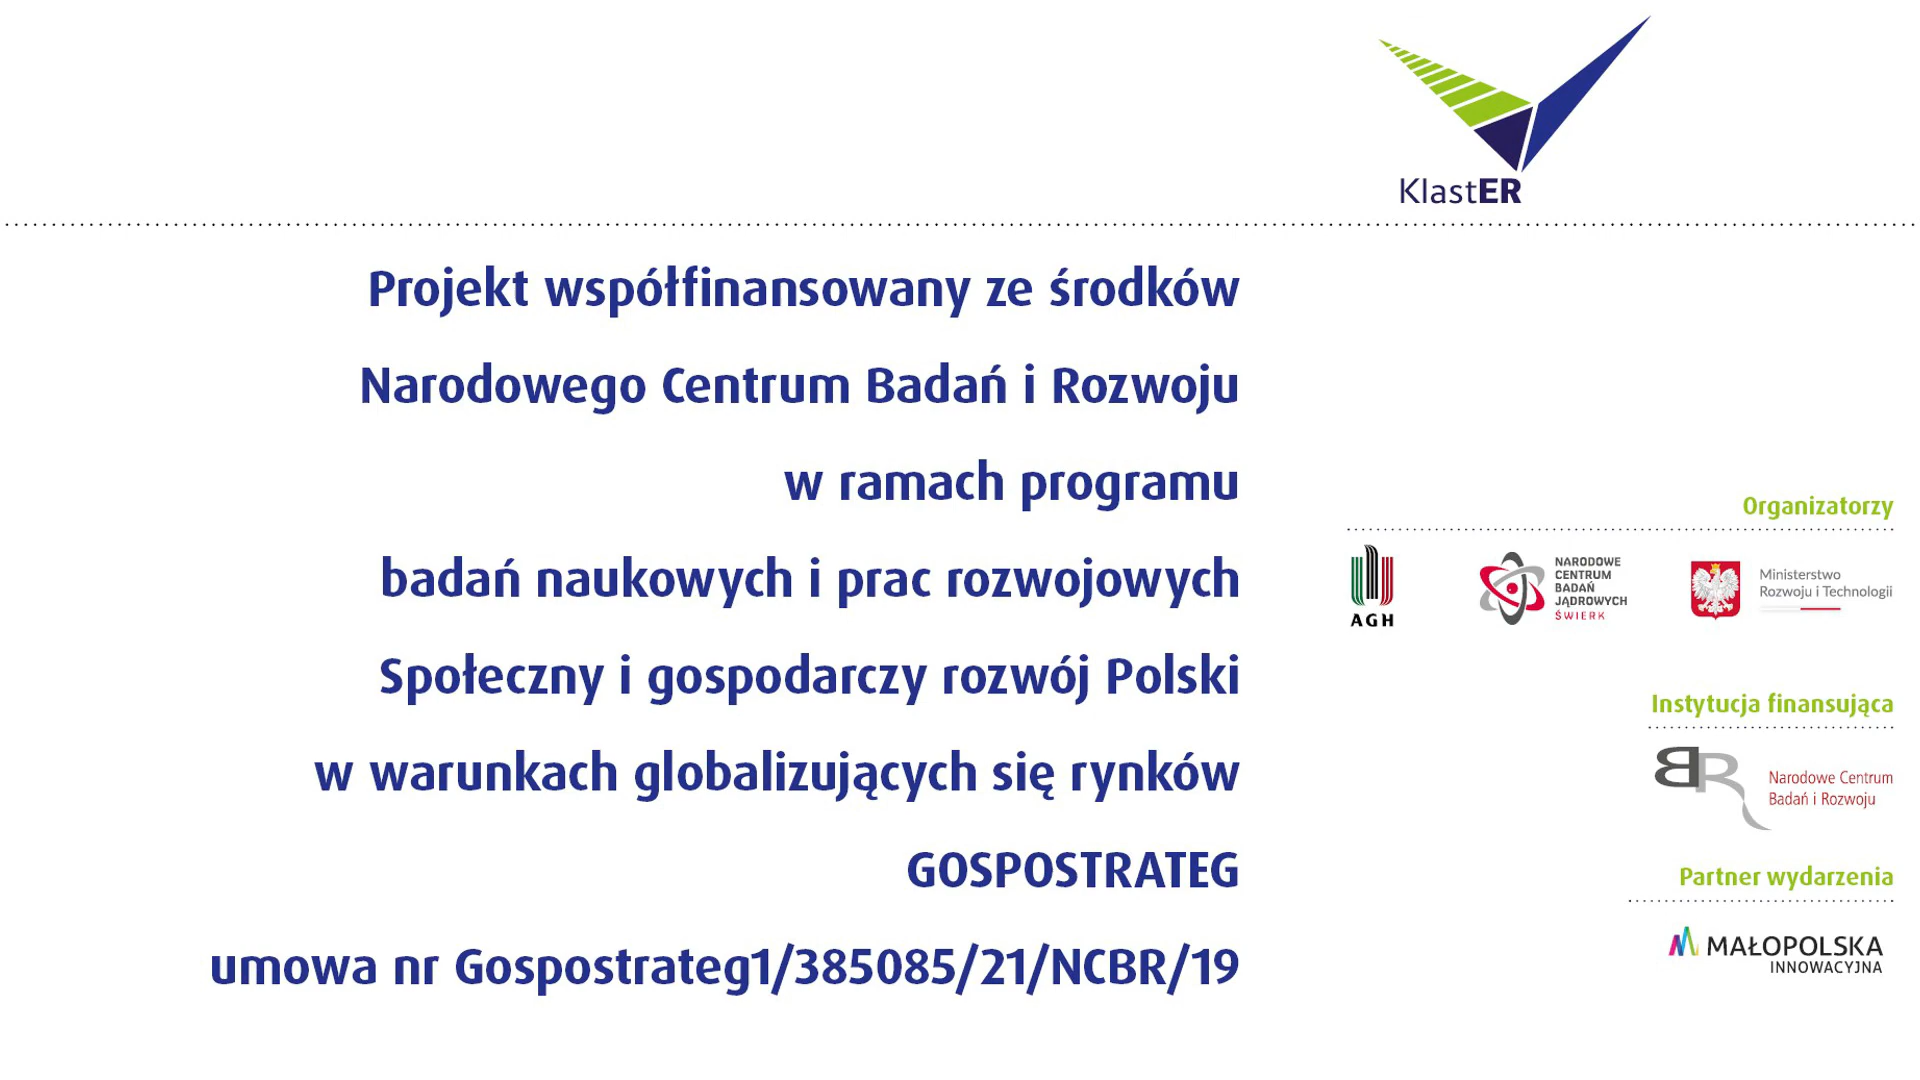 KlastER
Projekt współfinansowany ze środków
Narodowego Centrum Badań i Rozwoju
w ramach programu
badań naukowych i prac rozwojowych
Społeczny i gospodarczy rozwój Polski
w warunkach globalizujących się rynków
GOSPOSTRATEG
umowa nr Gospostrateg1/385085/21/NCBR/19
Organizatorzy
AGH
NARODOWE
CENTRUM
BADAŃ
JĄDROWYCH
ŚWIERK
Ministerstwo
Rozwoju i Technologii
Instytucja finansująca
BR
Narodowe Centrum
Badań i Rozwoju
Partner wydarzenia
MAŁOPOLSKA
INNOWACYJNA